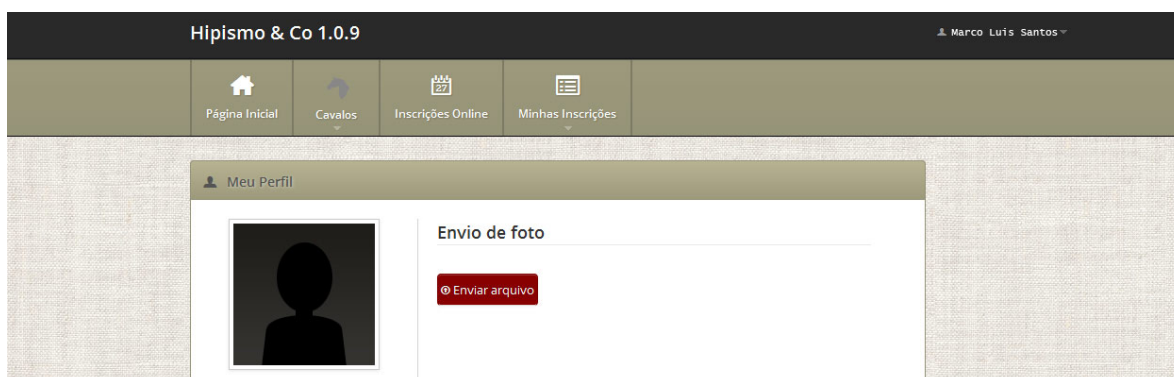 Hipismo & Co 1.0.9
Marco Luis Santos
Página Inicial
Cavalos
Inscrições Online
27
Minhas Inscrições
Meu Perfil
Envio de foto
Enviar arquivo